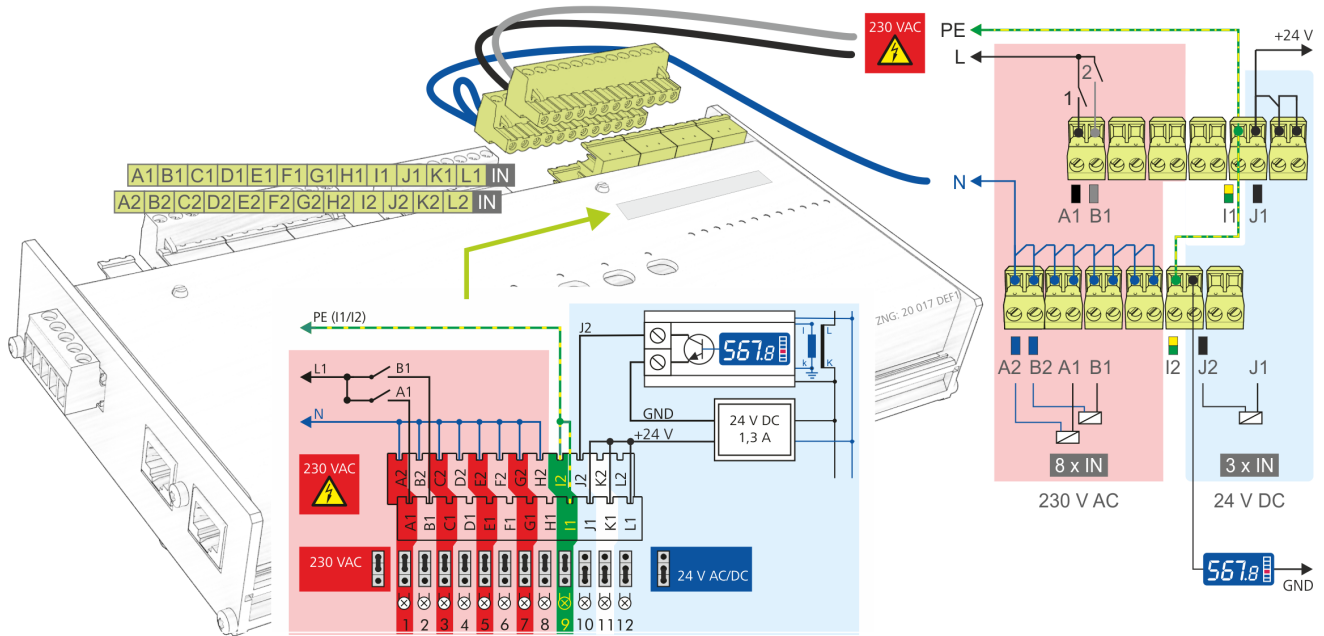 230 VAC
PE
L
+24 V
2
1
A1 B1 C1 D1 E1 F1 G1 H1 I1 J1 K1 L1 IN
A2 B2 C2 D2 E2 F2 G2 H2 I2 J2 K2 L2 IN
N
A1 B1 I1 J1
ZNG: 20 017 DEF1
PE (I1/I2)
J2
L
567.8
I
k
K
L1
B1
A1
N
GND
24 V DC
1,3 A
+24 V
A2 B2 A1 B1 I2 J2 J1
230 VAC
A2 B2 C2 D2 E2 F2 G2 H2 I2 J2 K2 L2
A1 B1 C1 D1 E1 F1 G1 H1 I1 J1 K1 L1
8 x IN
3 x IN
230 V AC
24 V DC
230 VAC
24 V AC/DC
567.8
GND
1 2 3 4 5 6 7 8 9 10 11 12